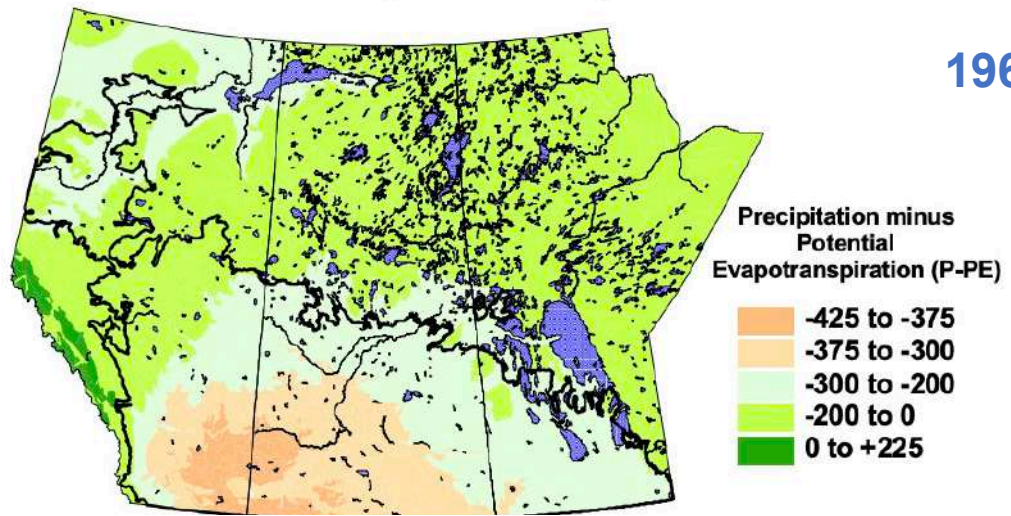 196
Precipitation minus
Potential
Evapotranspiration (P-PE)
-425 to -375
-375 to -300
-300 to -200
-200 to 0
0 to +225